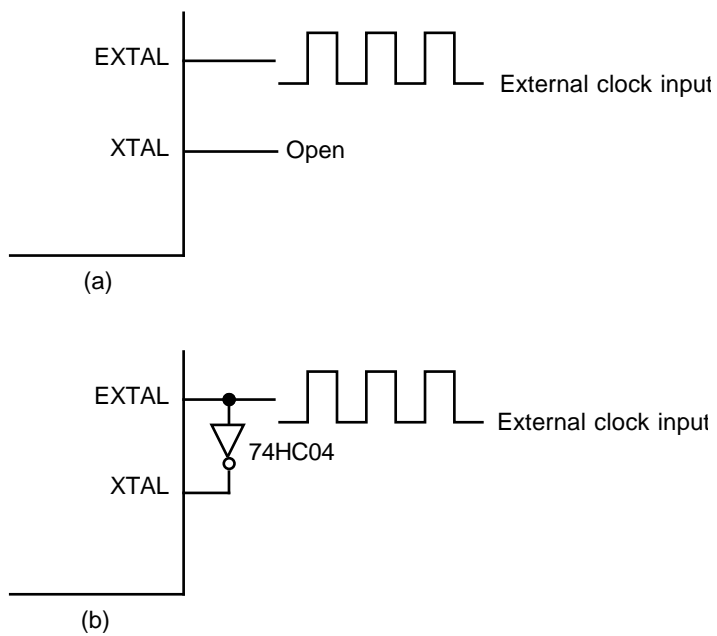 EXTAL
External clock input
XTAL
Open
(a)
EXTAL
External clock input
74HC04
XTAL
(b)